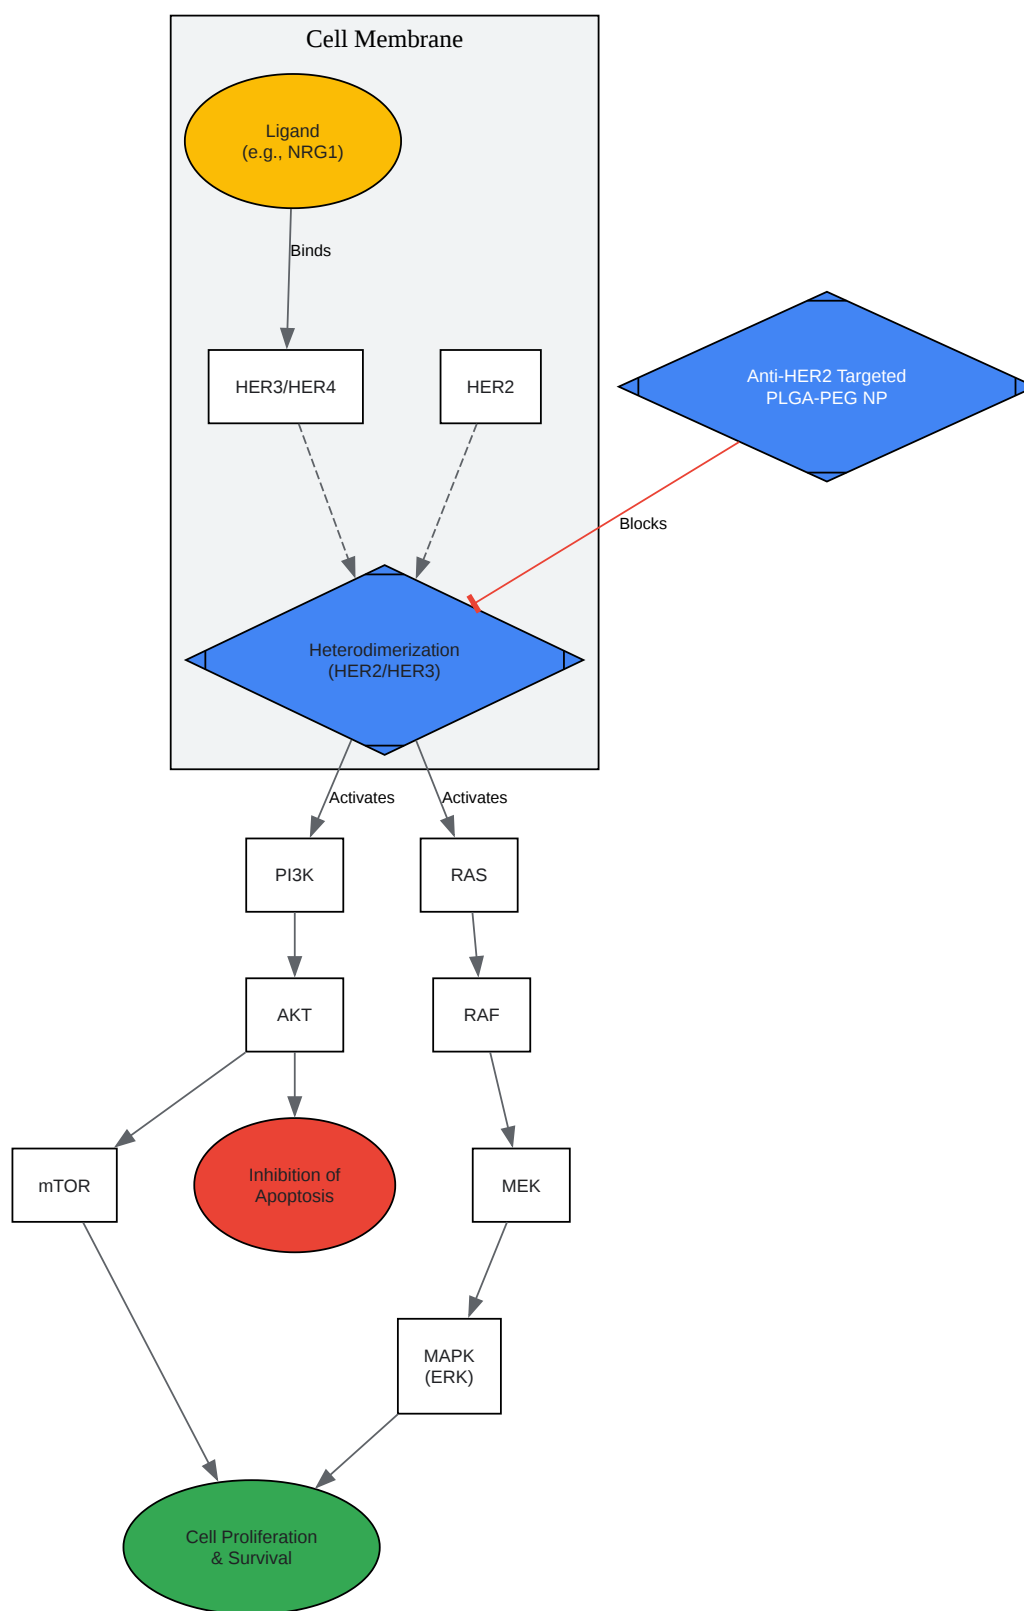 Cell Membrane
Ligand
(e.g., NRG1)
Binds
HER3/HER4
HER2
Anti-HER2 Targeted
PLGA-PEG NP
Blocks
Heterodimerization
(HER2/HER3)
Activates
Activates
PI3K
RAS
AKT
RAF
mTOR
Inhibition of
Apoptosis
MEK
MAPK
(ERK)
Cell Proliferation
& Survival